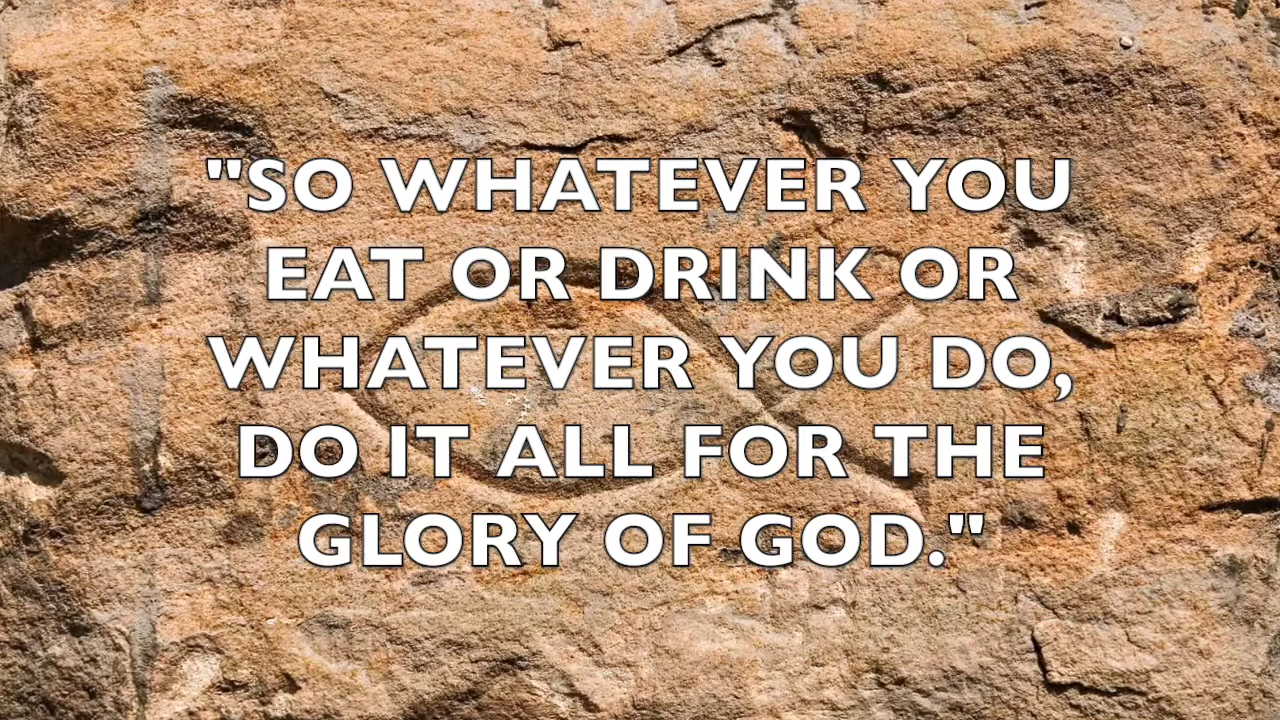 "SO WHATEVER YOU
EAT OR DRINK OR
WHATEVER YOU DO,
DO IT ALL FOR THE
GLORY OF GOD."